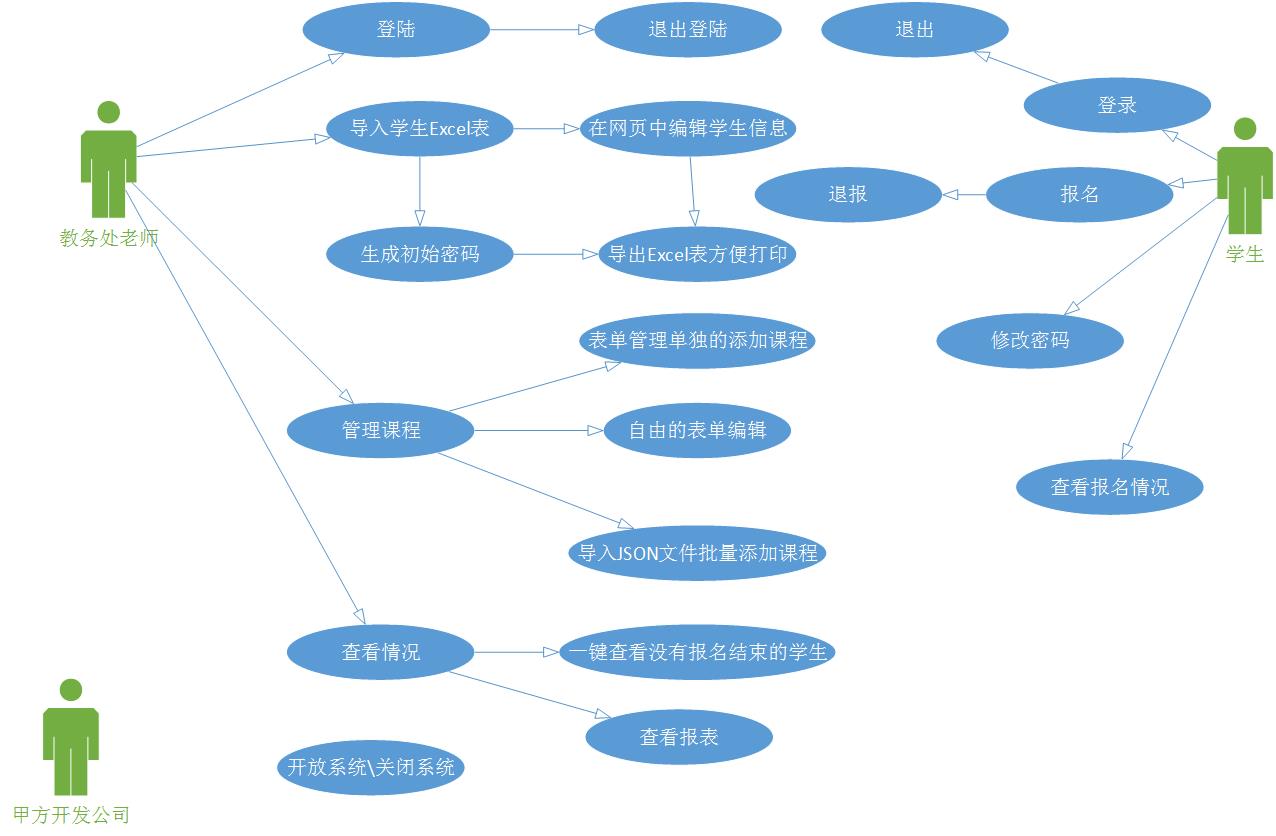 登陆
退出登陆
退出
登录
导入学生Excel表
在网页中编辑学生信息
退报
报名
教务处老师
生成初始密码
导出Excel表方便打印
学生
表单管理单独的添加课程
修改密码
管理课程
自由的表单编辑
查看报名情况
导入JSON文件批量添加课程
查看情况
一键查看没有报名结束的学生
查看报表
开放系统\关闭系统
甲方开发公司